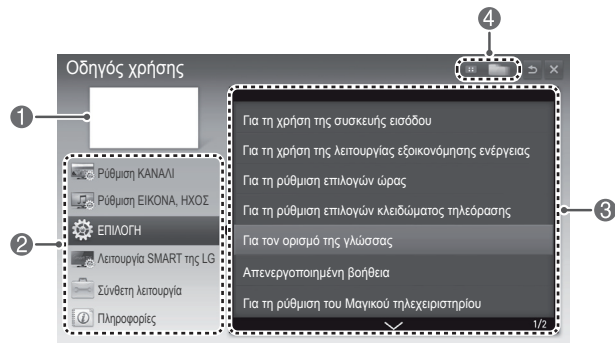 4
Οδηγός χρήσης
1
Ρύθμιση ΚΑΝΑΛΙ
Ρύθμιση ΕΙΚΟΝΑ, ΗΧΟΣ
ΕΠΙΛΟΓΗ
Λειτουργία SMART της LG
Σύνθετη λειτουργία
Πληροφορίες
2
Για τη χρήση της συσκευής εισόδου
Για τη χρήση της λειτουργίας εξοικονόμησης ενέργειας
Για τη ρύθμιση επιλογών ώρας
Για τη ρύθμιση επιλογών κλειδώματος τηλεόρασης
Για τον ορισμό της γλώσσας
Απενεργοποιημένη βοήθεια
Για τη ρύθμιση του Μαγικού τηλεχειριστηρίου
1/2
3